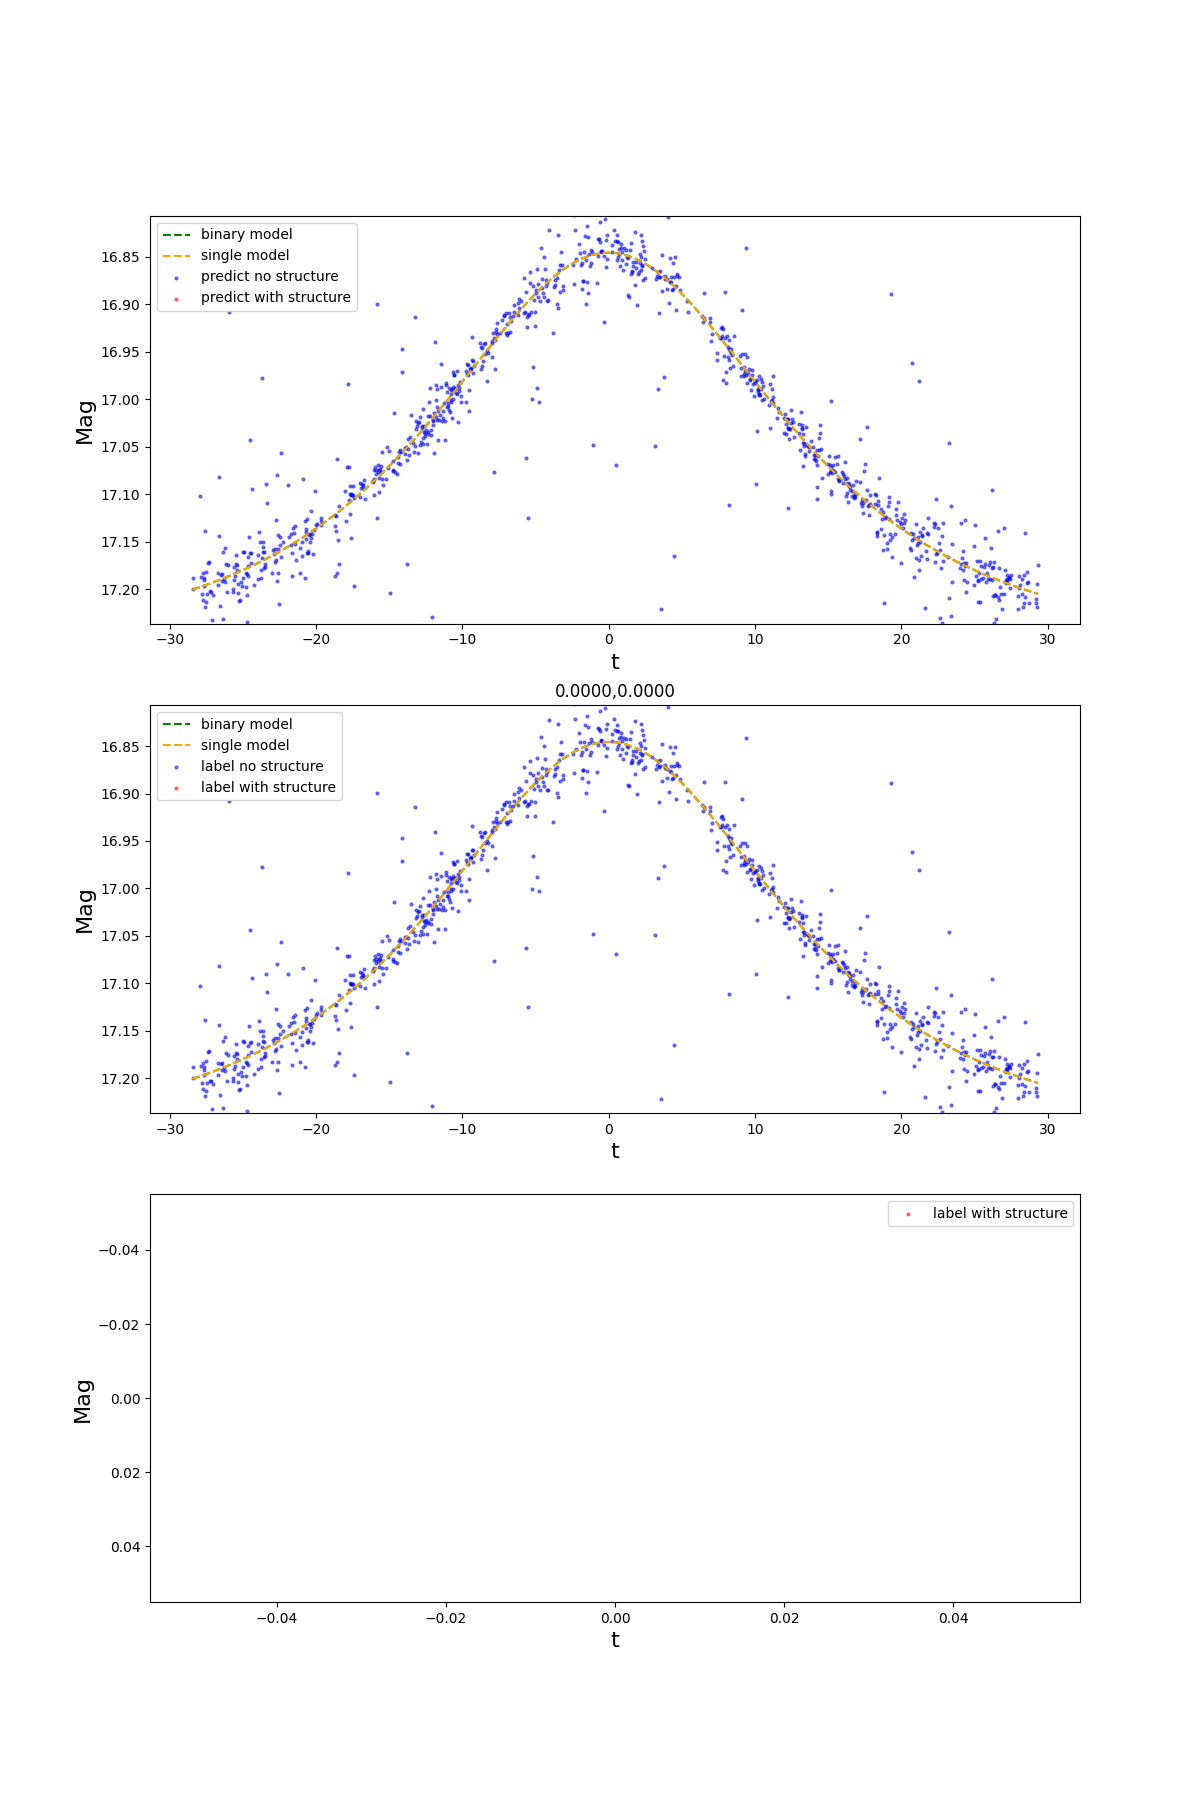 binary model
single model
predict no structure
predict with structure
16.85
16.90
16.95
17.00
17.05
17.10
17.15
17.20
Mag
−30
−20
−10
0
10
20
30
t
0.0000,0.0000
binary model
single model
label no structure
label with structure
16.85
16.90
16.95
17.00
17.05
17.10
17.15
17.20
Mag
−30
−20
−10
0
10
20
30
t
label with structure
−0.04
−0.02
0.00
0.02
0.04
Mag
−0.04
−0.02
0.00
0.02
0.04
t